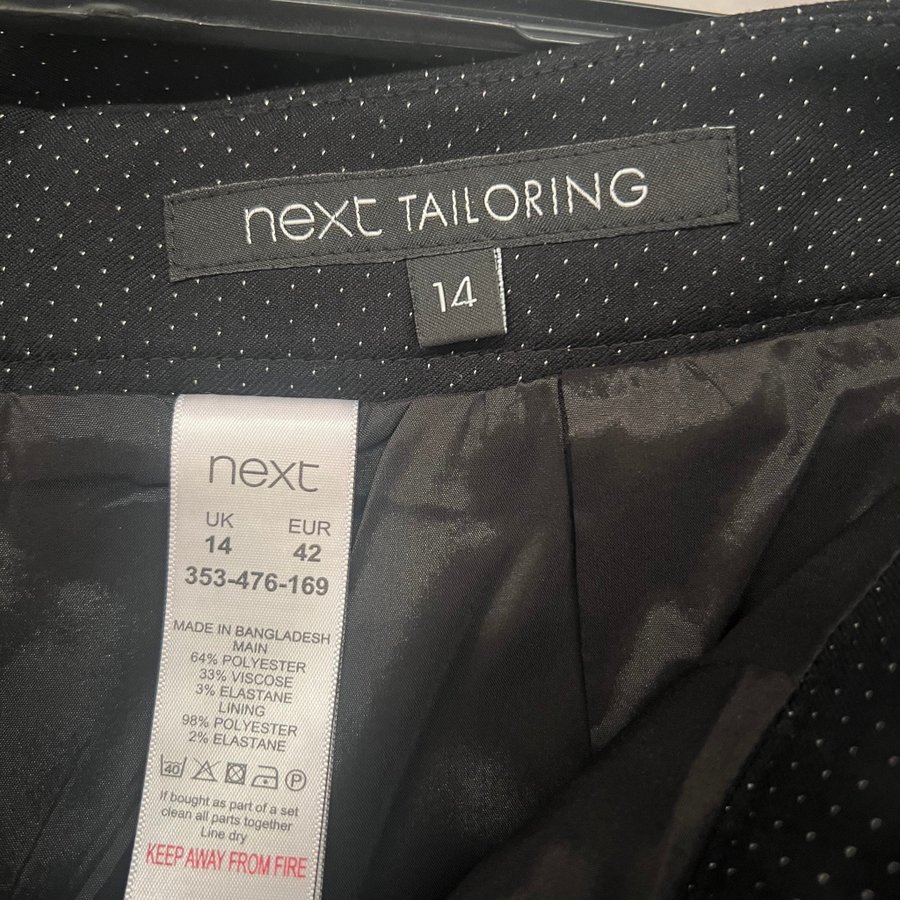 next TAILORING
14
next
UK EUR
14 42
353-476-169
MADE IN BANGLADESH
MAIN
64% POLYESTER
33% VISCOSE
3% ELASTANE
LINING
98% POLYESTER
2% ELASTANE
40 P
If bought as part of a set
clean all parts together
Line dry
KEEP AWAY FROM FIRE